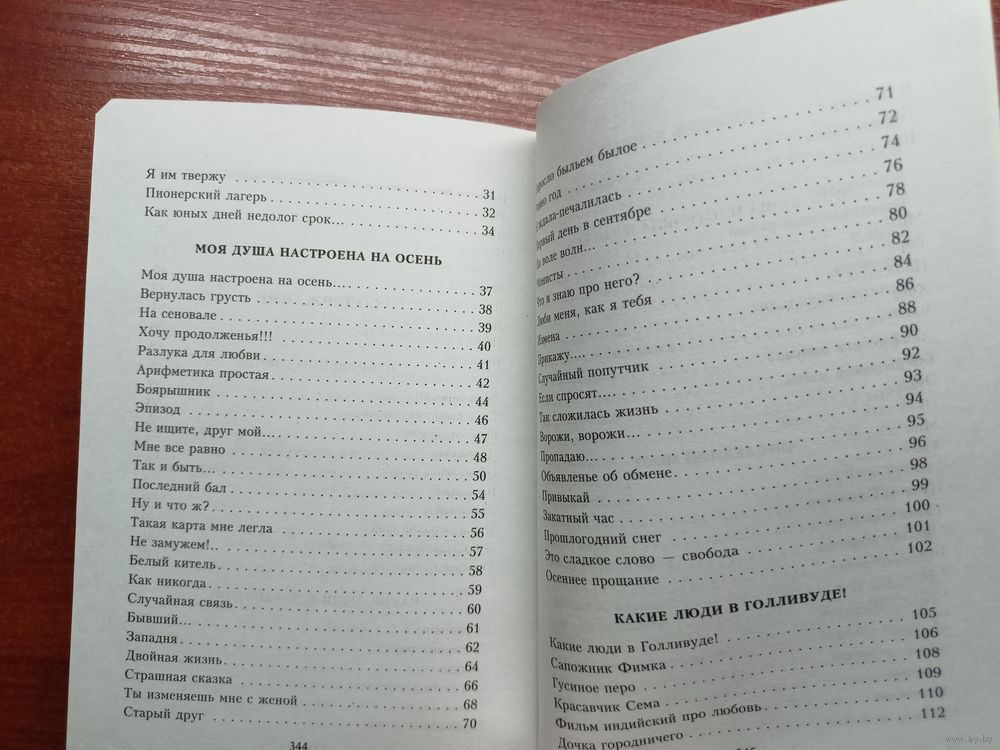 Я им твержу . . . 31
Пионерский лагерь . . . 32
Как юных дней недолог срок... . . . 34
МОЯ ДУША НАСТРОЕНА НА ОСЕНЬ
Моя душа настроена на осень... . . . 37
Вернулась грусть . . . 38
На сеновале . . . 39
Хочу продолженья!!! . . . 40
Разлука для любви . . . 41
Арифметика простая . . . 42
Боярышник . . . 44
Эпизод . . . 46
Не ищите, друг мой... . . . 47
Мне все равно . . . 48
Так и быть... . . . 50
Последний бал . . . 54
Ну и что ж? . . . 55
Такая карта мне легла . . . 56
Не замужем!.. . . . 57
Белый китель . . . 58
Как никогда . . . 59
Случайная связь . . . 60
Бывший... . . . 61
Западня . . . 62
Двойная жизнь . . . 64
Страшная сказка . . . 66
Ты изменяешь мне с женой . . . 68
Старый друг . . . 70
344
быльем былое . . . 71
год . . . 72
ждала-печалилась . . . 74
Первый день в сентябре . . . 76
По воле волн... . . . 78
Монисты . . . 80
Что я знаю про него? . . . 82
Люби меня, как я тебя . . . 84
Измена . . . 86
Прикажу... . . . 88
Случайный попутчик . . . 90
Если спросят... . . . 92
Так сложилась жизнь . . . 93
Ворожи, ворожи... . . . 94
Пропадаю... . . . 95
Объявленье об обмене . . . 96
Привыкай . . . 98
Закатный час . . . 99
Прошлогодний снег . . . 100
Это сладкое слово — свобода . . . 101
Осеннее прощание . . . 102
КАКИЕ ЛЮДИ В ГОЛЛИВУДЕ!
Какие люди в Голливуде! . . . 105
Сапожник Фимка . . . 106
Гусиное перо . . . 108
Красавчик Сема . . . 109
Фильм индийский про любовь . . . 110
Дочка городничего . . . 112
www.ay.by